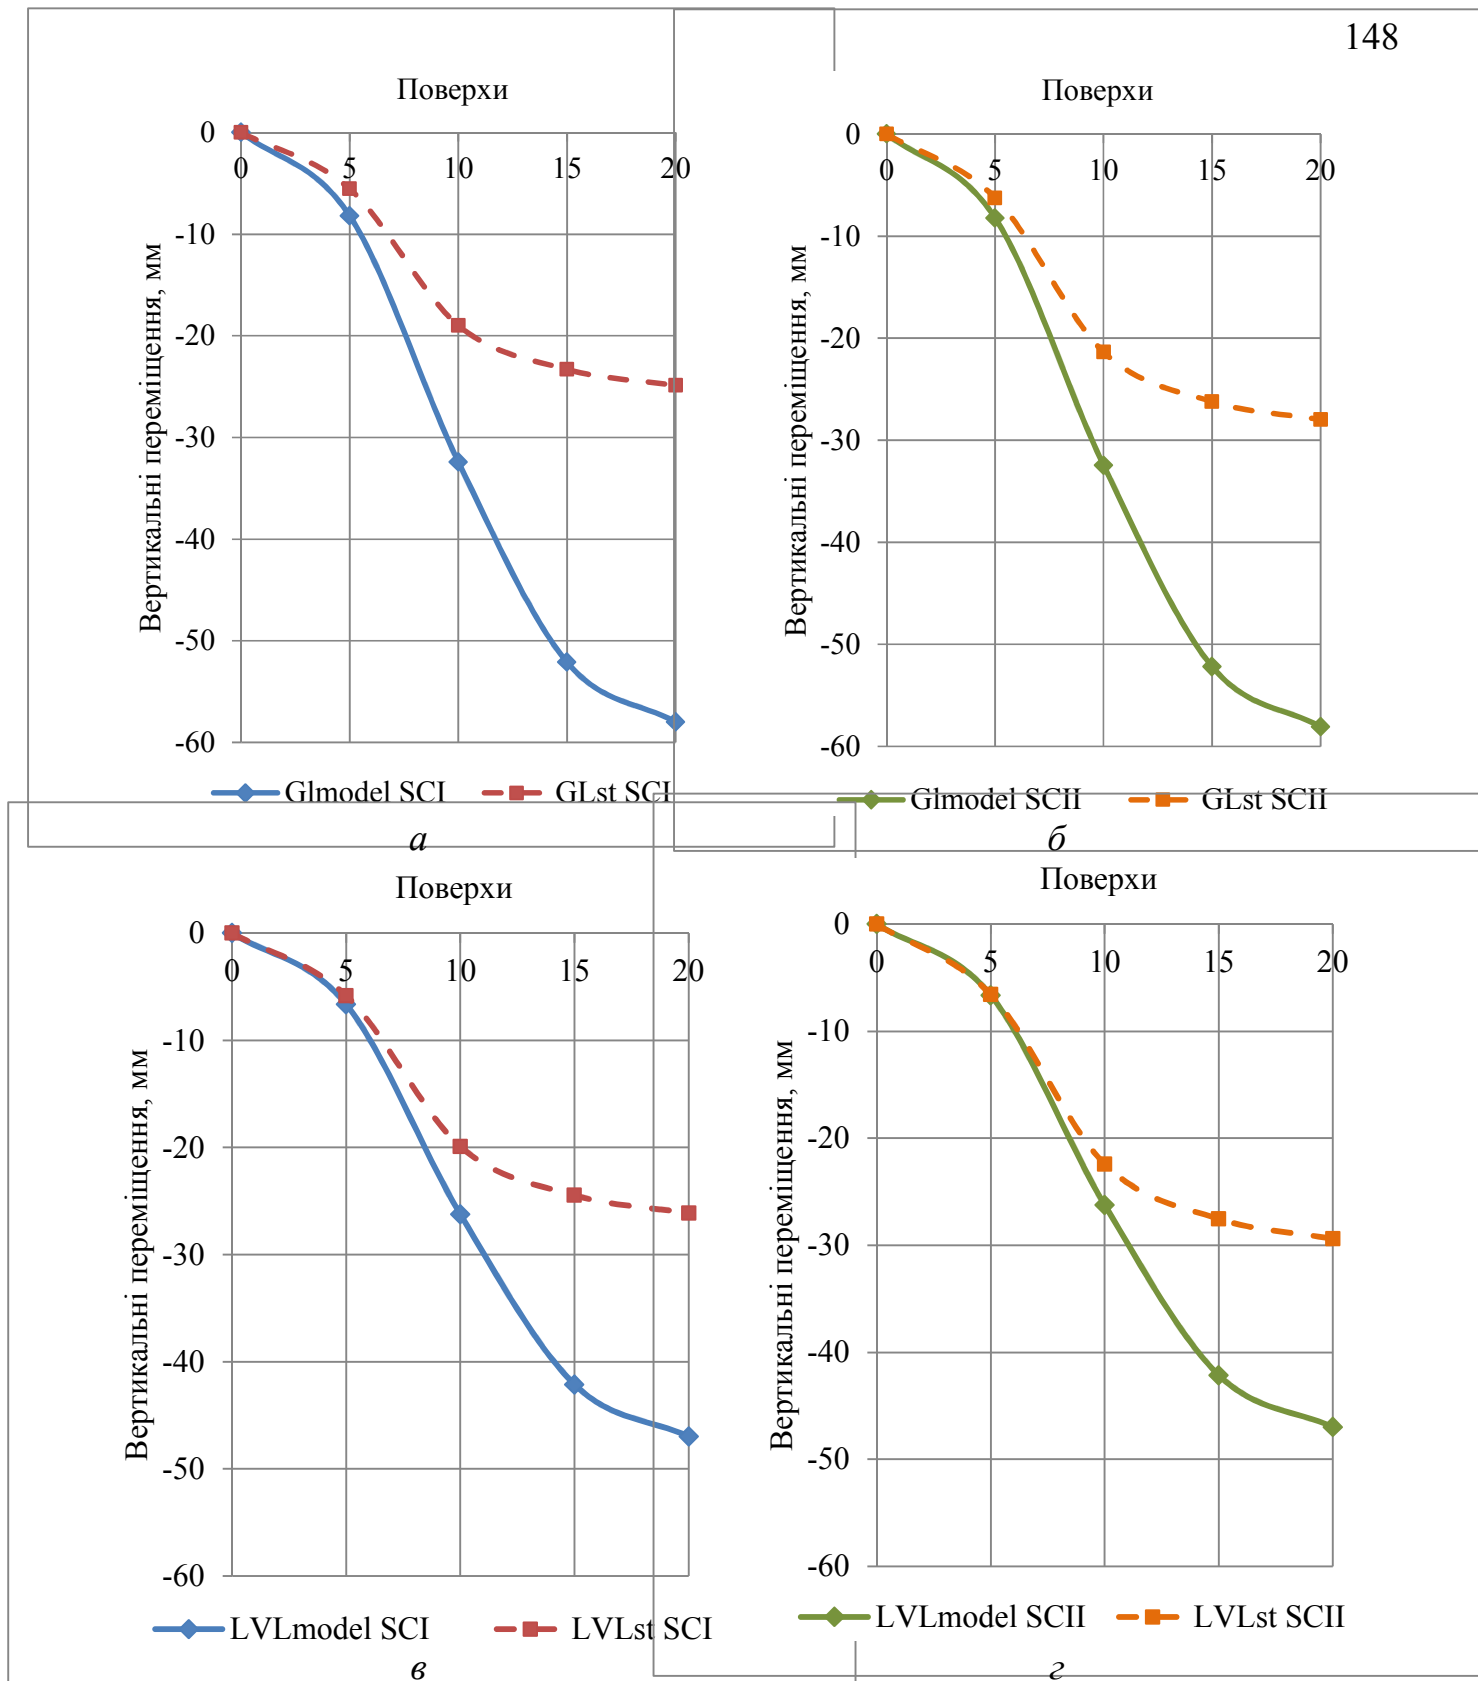 148
Поверхи
0
0 5 10 15 20
-10
-20
-30
-40
-50
-60
Вертикальні переміщення, мм
Glmodel SCI GLst SCI
а
Поверхи
0
0 5 10 15 20
-10
-20
-30
-40
-50
-60
Вертикальні переміщення, мм
Glmodel SCII GLst SCII
б
Поверхи
0
0 5 10 15 20
-10
-20
-30
-40
-50
-60
Вертикальні переміщення, мм
LVLmodel SCI LVLst SCI
в
Поверхи
0
0 5 10 15 20
-10
-20
-30
-40
-50
-60
Вертикальні переміщення, мм
LVLmodel SCII LVLst SCII
г